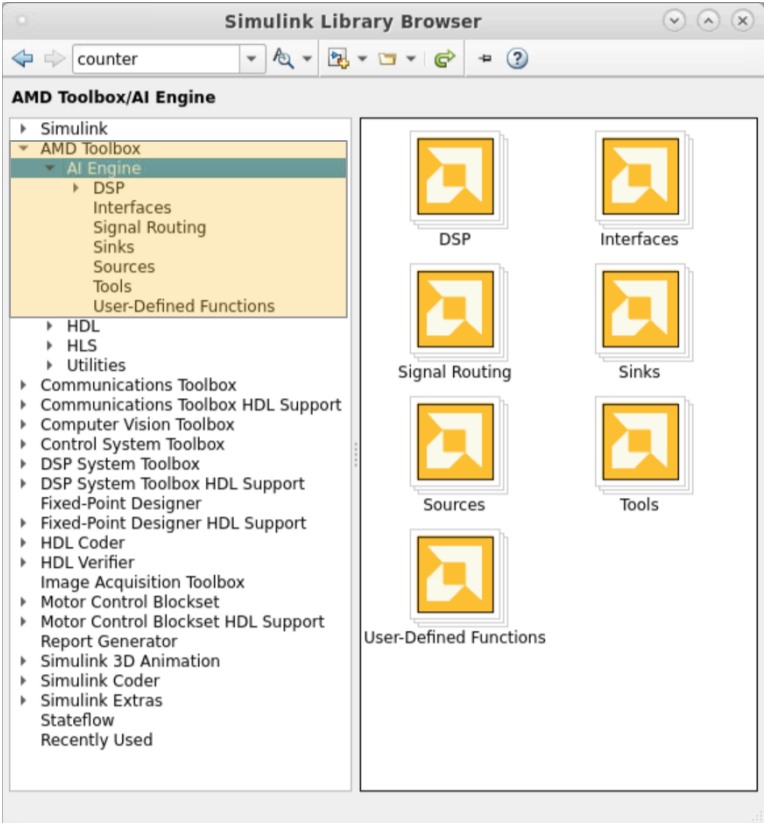 Simulink Library Browser
counter
AMD Toolbox/AI Engine
Simulink
AMD Toolbox
AI Engine
DSP
Interfaces
Signal Routing
Sinks
Sources
Tools
User-Defined Functions
HDL
HLS
Utilities
Communications Toolbox
Communications Toolbox HDL Support
Computer Vision Toolbox
Control System Toolbox
DSP System Toolbox
DSP System Toolbox HDL Support
Fixed-Point Designer
Fixed-Point Designer HDL Support
HDL Coder
HDL Verifier
Image Acquisition Toolbox
Motor Control Blockset
Motor Control Blockset HDL Support
Report Generator
Simulink 3D Animation
Simulink Coder
Simulink Extras
Stateflow
Recently Used
DSP
Interfaces
Signal Routing
Sinks
Sources
Tools
User-Defined Functions